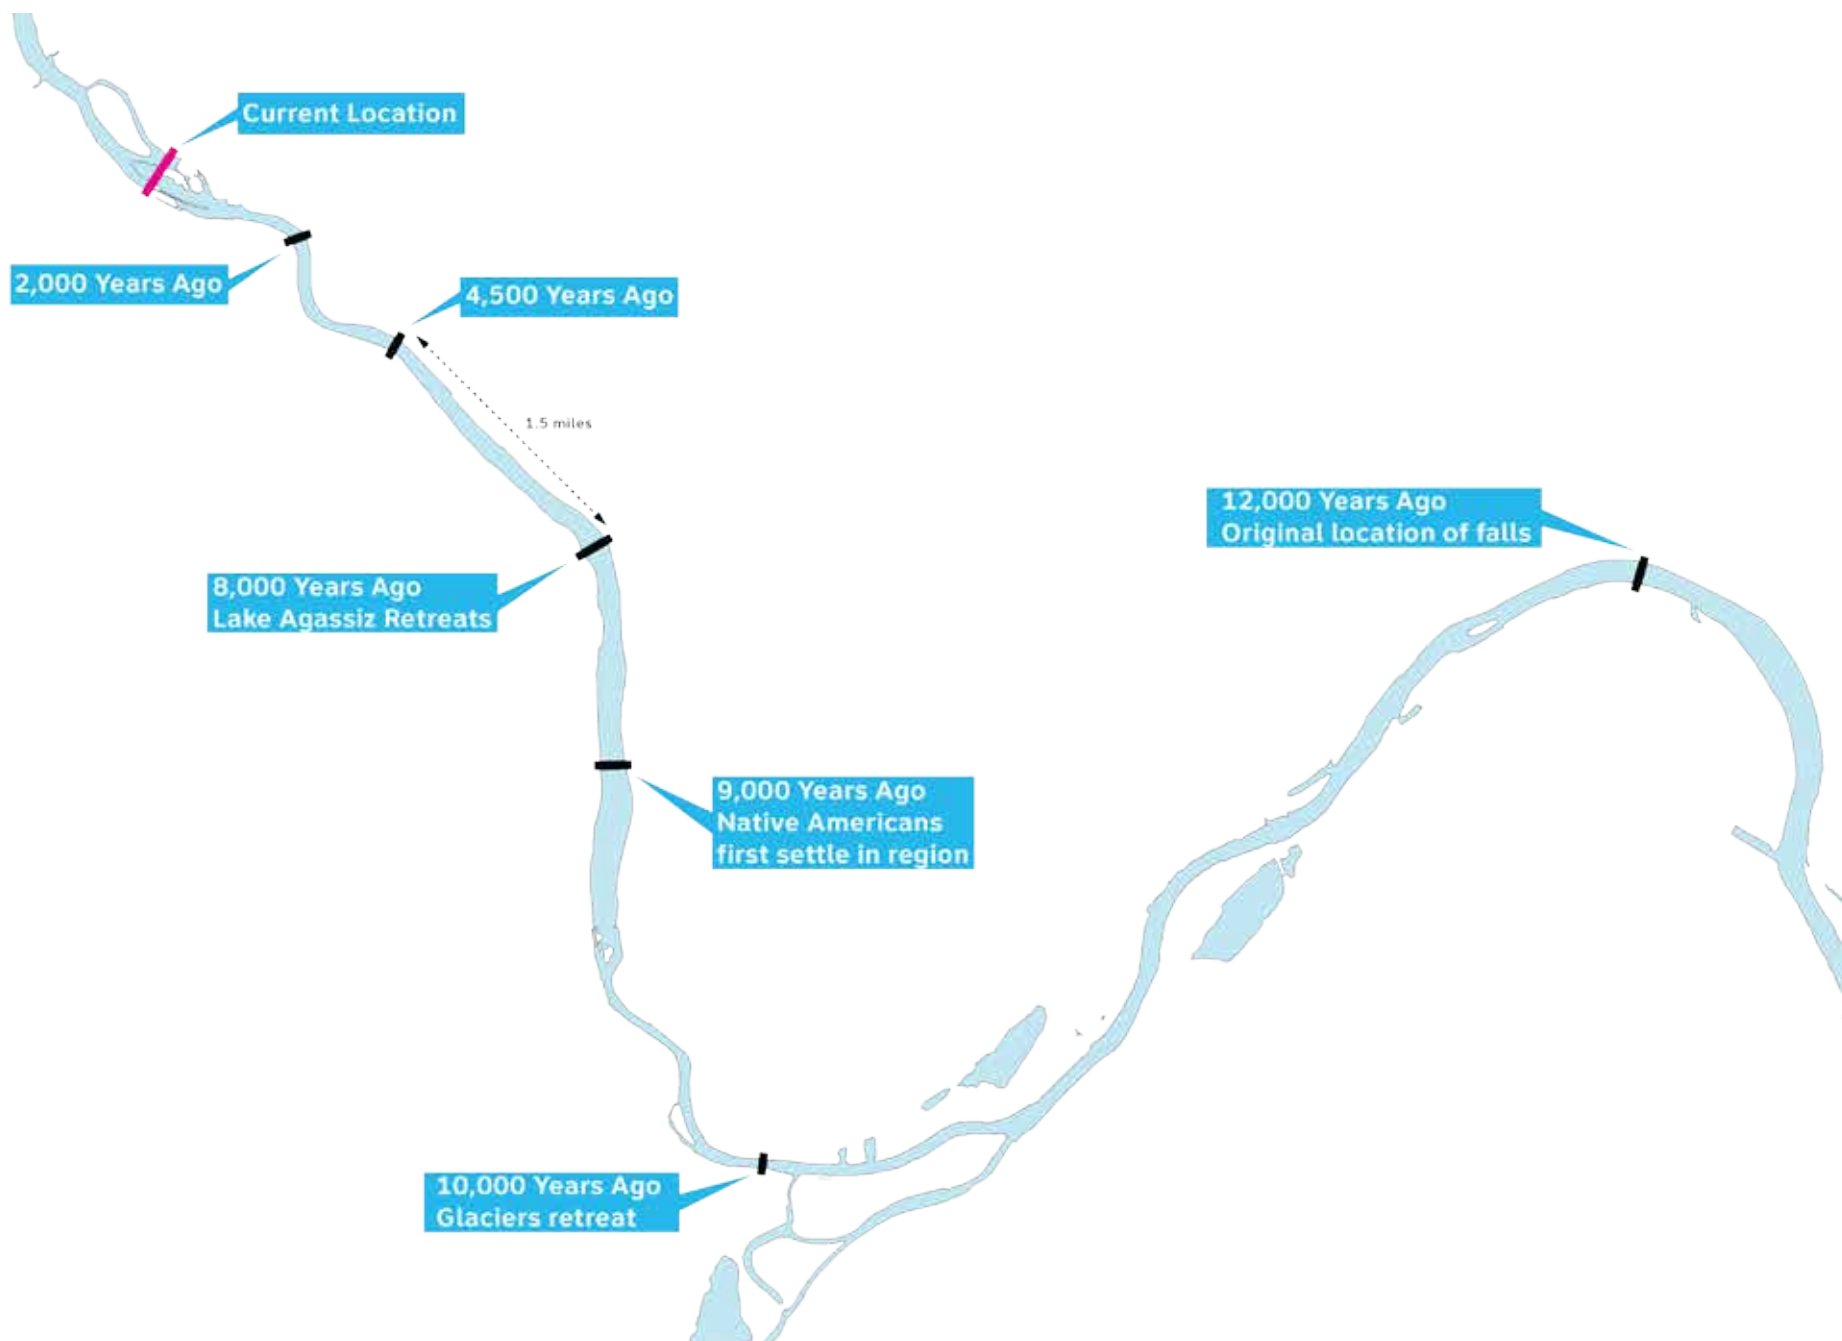 Current Location
2,000 Years Ago
4,500 Years Ago
1.5 miles
12,000 Years Ago
Original location of falls
8,000 Years Ago
Lake Agassiz Retreats
9,000 Years Ago
Native Americans
first settle in region
10,000 Years Ago
Glaciers retreat